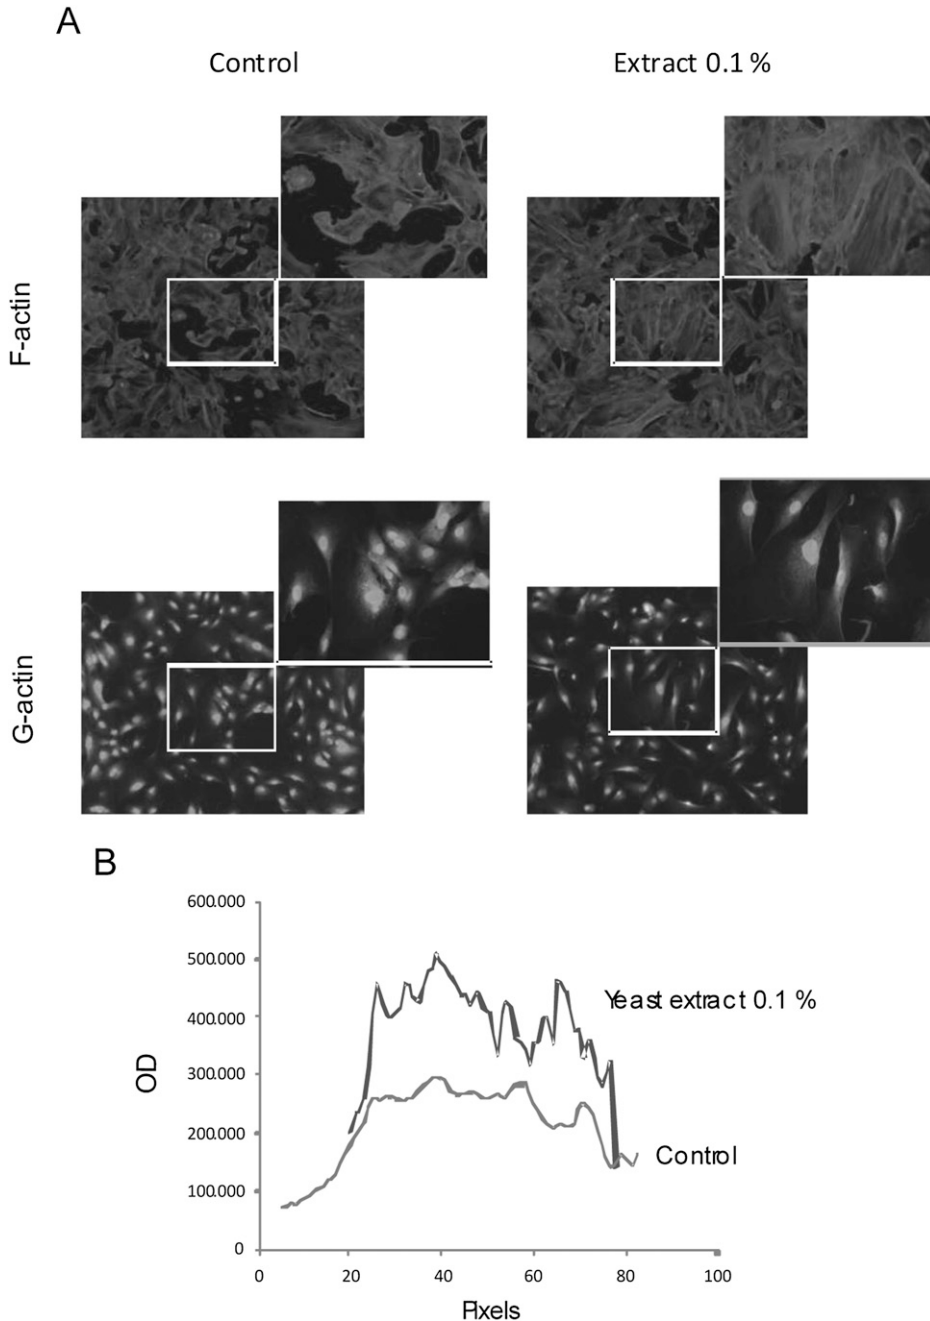 A
Control
Extract 0.1 %
F-actin
G-actin
B
600.000
500.000
400.000
300.000
200.000
100.000
0
OD
Yeast extract 0.1 %
Control
0
20
40
60
80
100
Pixels